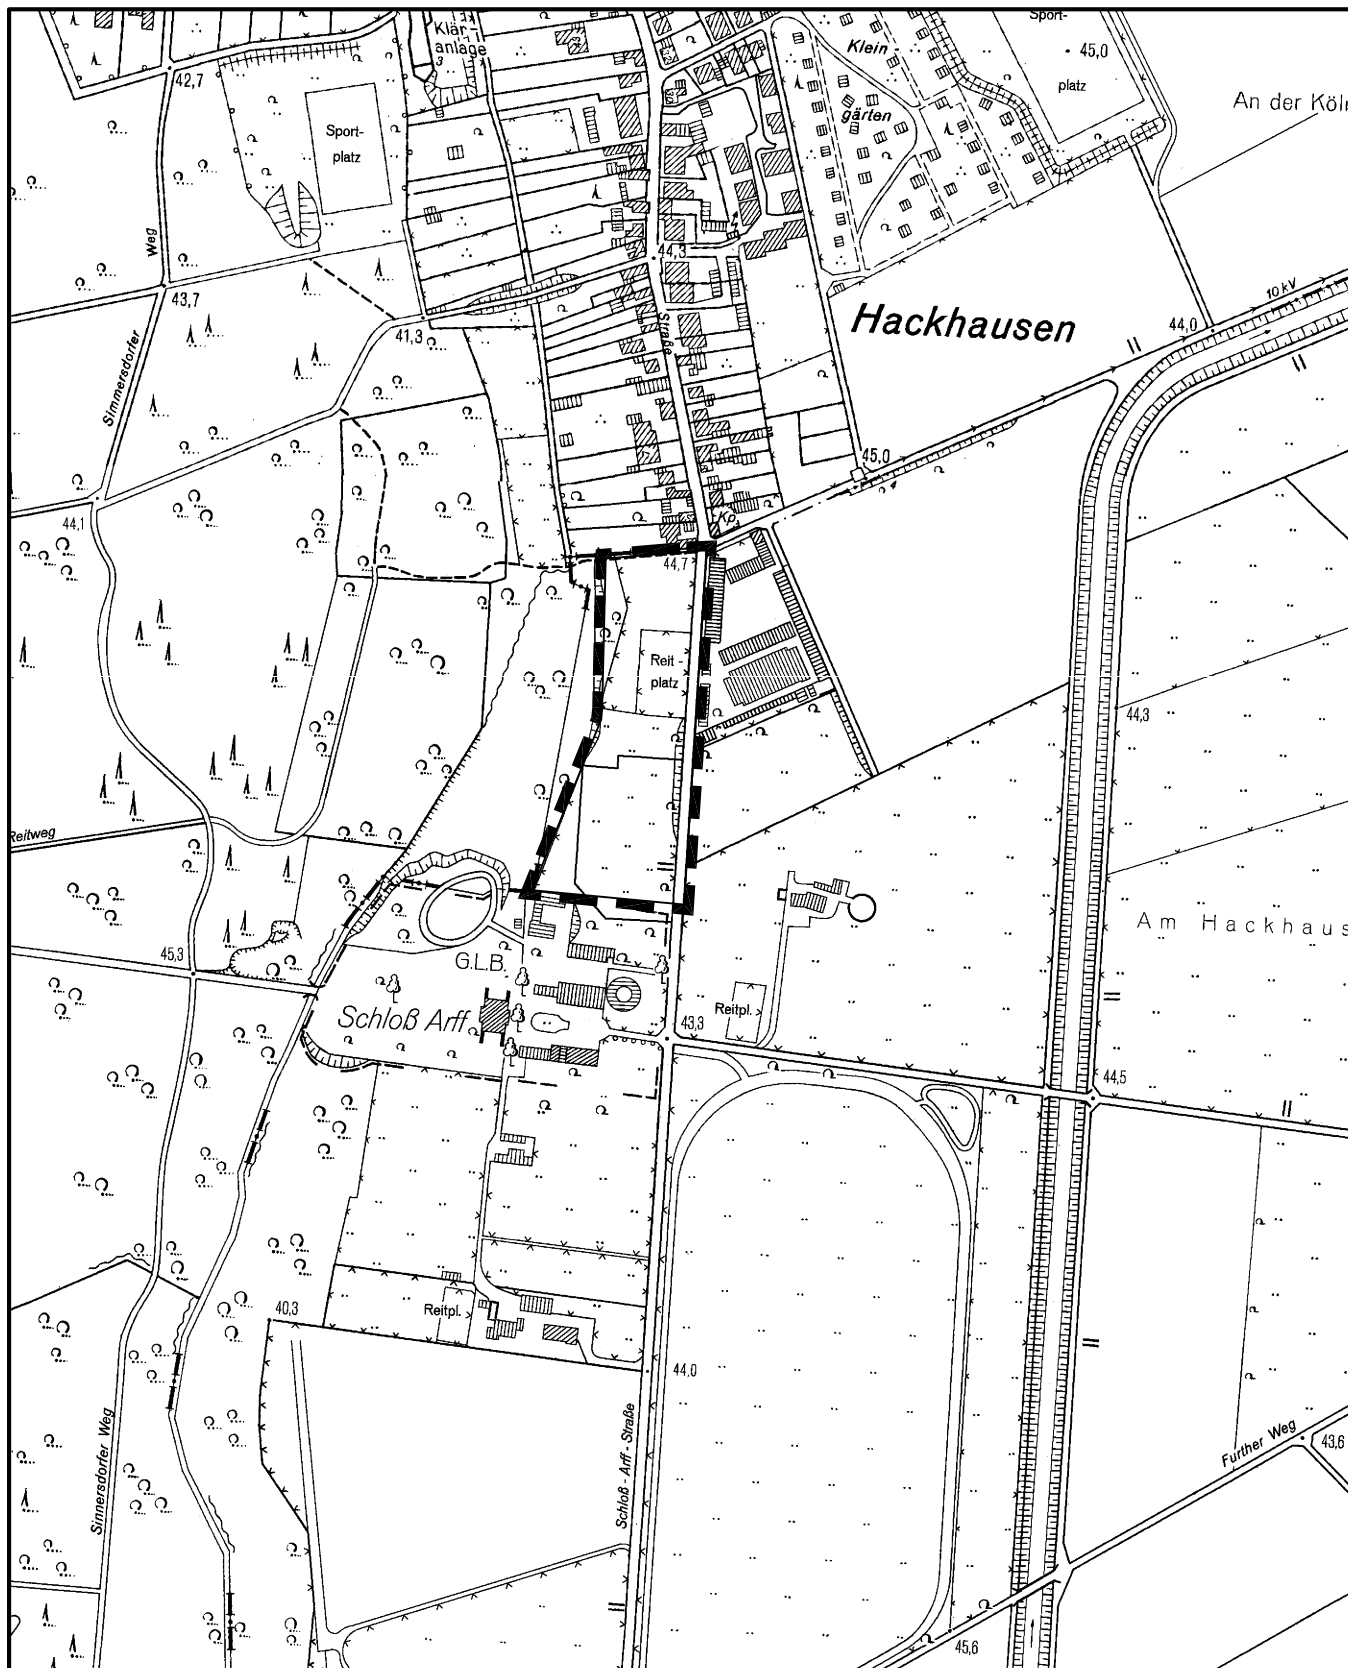 Klär-
anlage
Klein
gärten
Sport-
platz
45,0
An der Köln
42,7
Sport-
platz
Weg
44,3
43,7
41,3
Simmersdorfer
Straße
Hackhausen
10 kV
44,0
45,0
44,1
Kp.
44,7
Reit-
platz
44,3
Reitweg
45,3
G.L.B.
Schloß Arff
Am Hackhaus
Reitpl.
43,3
44,5
40,3
Reitpl.
44,0
Sinnersdorfer Weg
Schloß - Arff - Straße
Further Weg
43,6
45,6